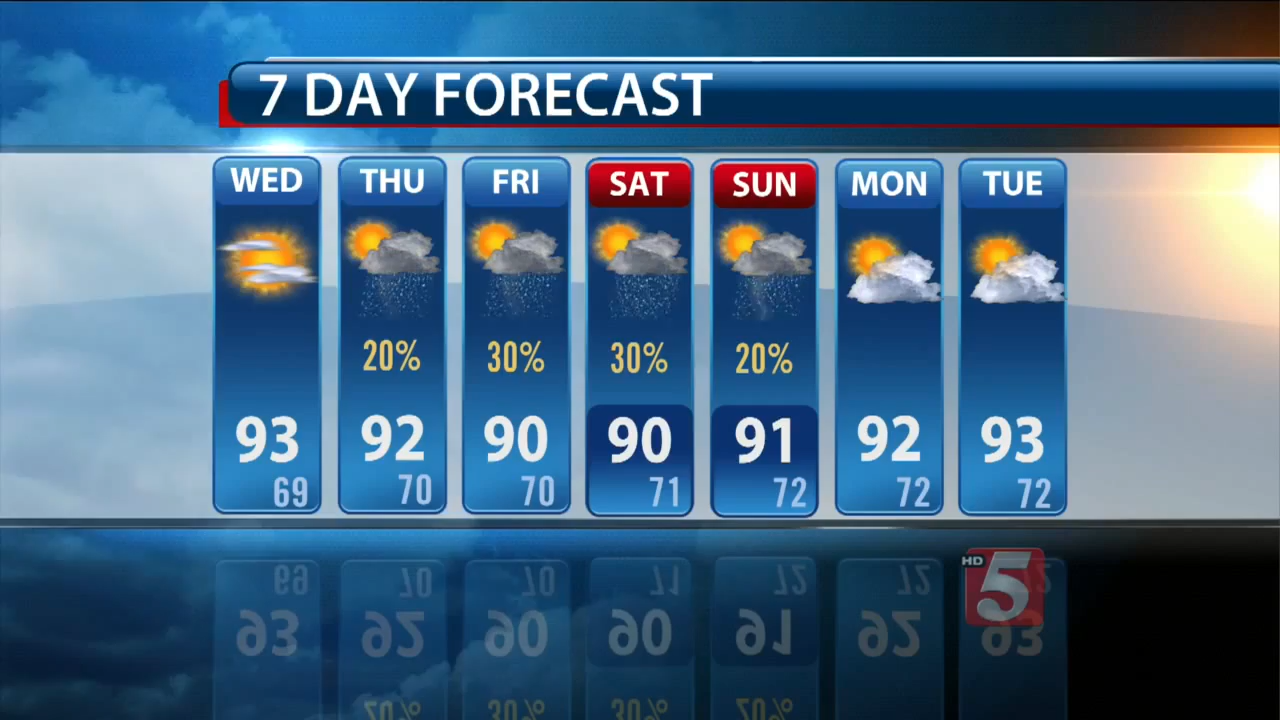 7 DAY FORECAST
WED THU FRI SAT SUN MON TUE
20% 30% 30% 20%
93 92 90 90 91 92 93
69 70 70 71 72 72 72
HD 5